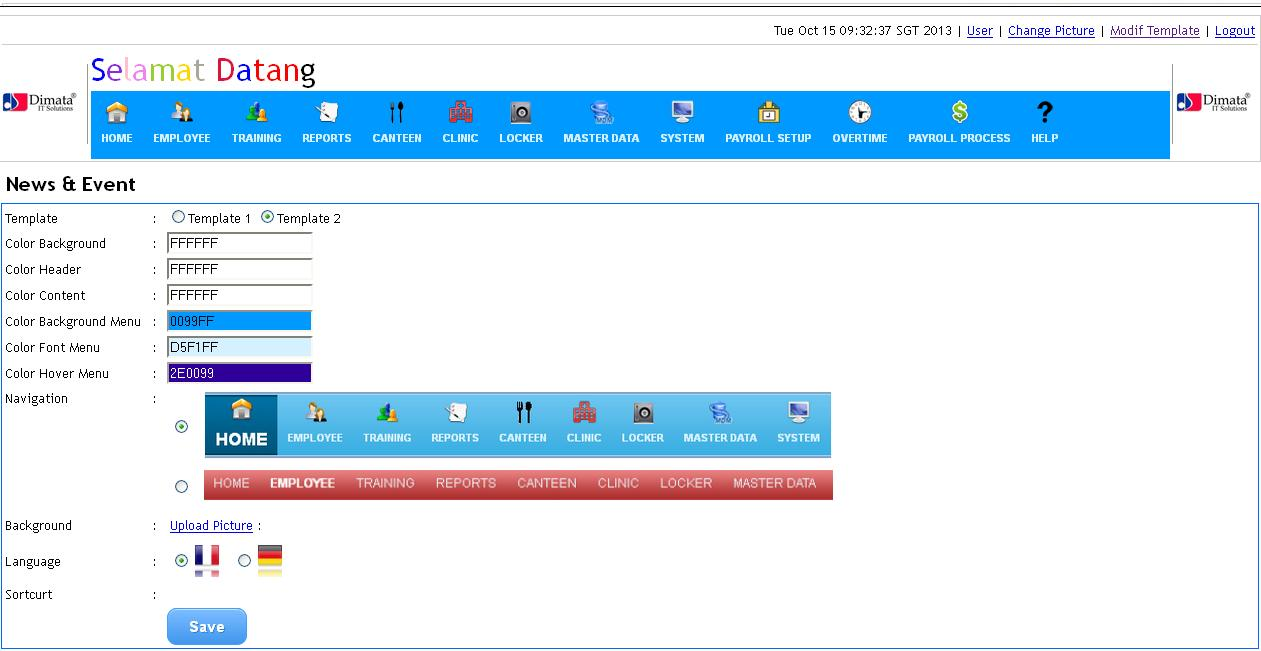 Tue Oct 15 09:32:37 SGT 2013 | User | Change Picture | Modif Template | Logout
Selamat Datang
Dimata®
IT Solutions
HOME EMPLOYEE TRAINING REPORTS CANTEEN CLINIC LOCKER MASTER DATA SYSTEM PAYROLL SETUP OVERTIME PAYROLL PROCESS HELP
Dimata®
IT Solutions
News & Event
Template : Template 1 Template 2
Color Background : FFFFFF
Color Header : FFFFFF
Color Content : FFFFFF
Color Background Menu : 0099FF
Color Font Menu : D5F1FF
Color Hover Menu : 2E0099
Navigation :
HOME EMPLOYEE TRAINING REPORTS CANTEEN CLINIC LOCKER MASTER DATA SYSTEM
HOME EMPLOYEE TRAINING REPORTS CANTEEN CLINIC LOCKER MASTER DATA
Background : Upload Picture :
Language :
Sortcurt :
Save